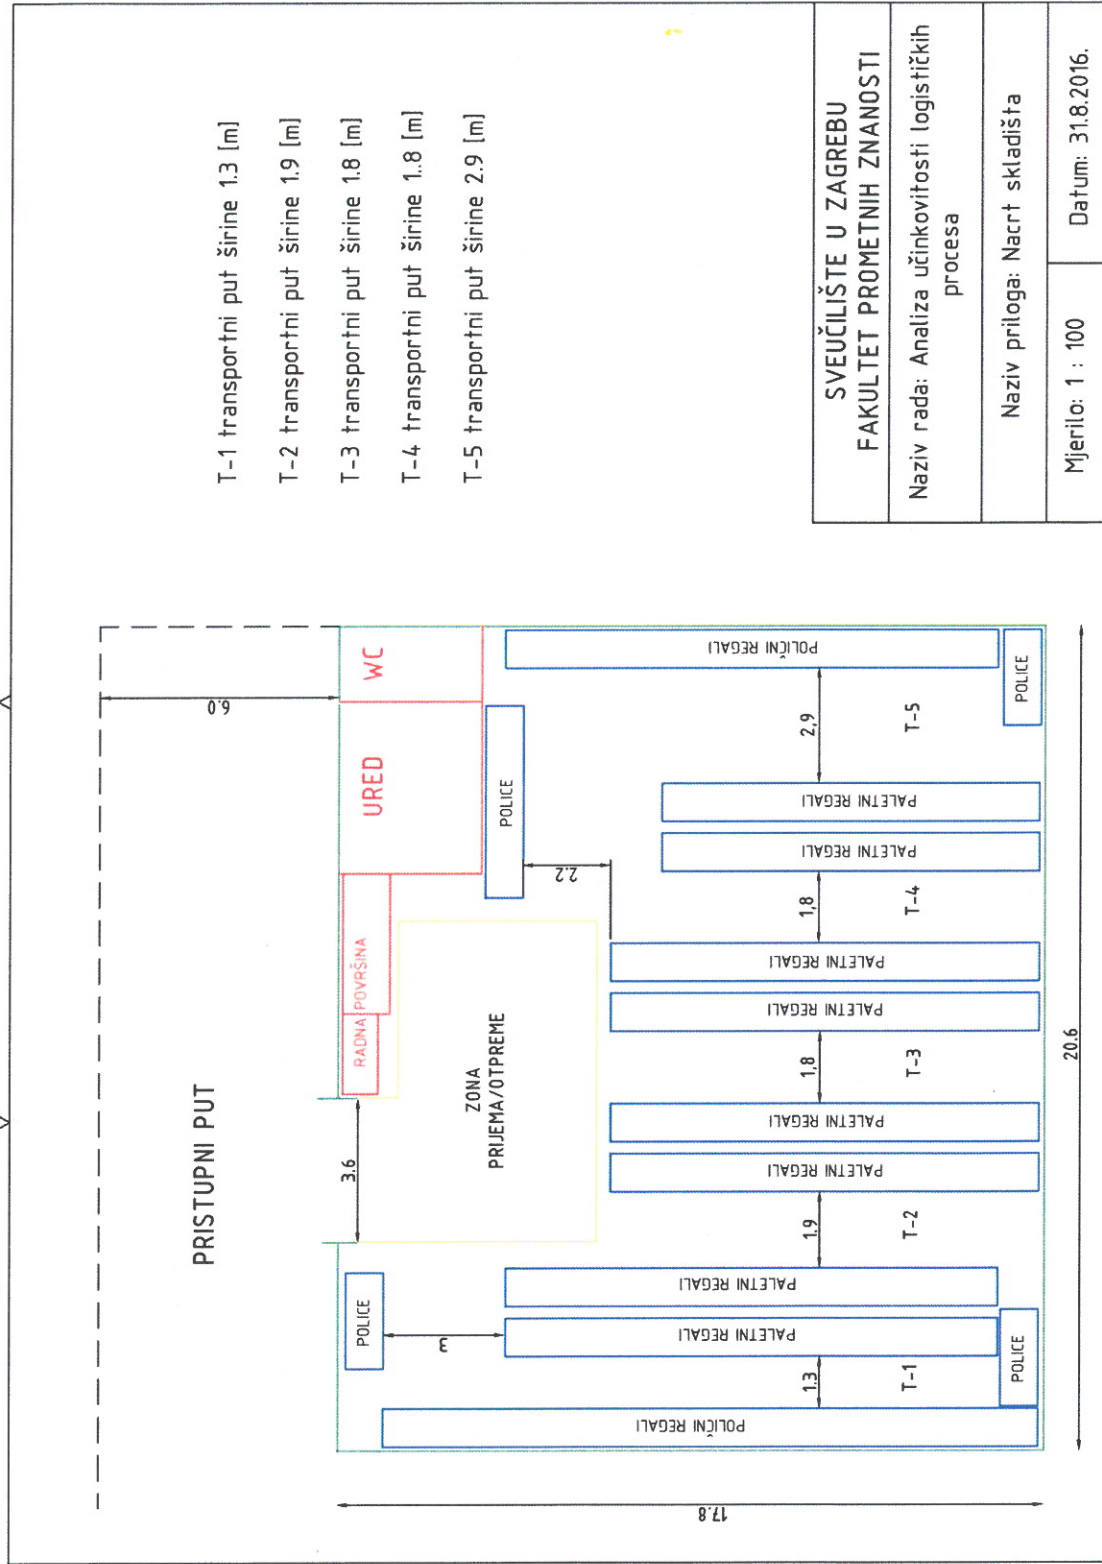 PRISTUPNI PUT
6.0
3.6
RADNA POVRŠINA
URED
WC
POLICE
3
ZONA
PRIJEMA/OTPREME
POLICE
2.2
17.8
POLIČNI REGALI
1.3
T-1
PALETNI REGALI
PALETNI REGALI
1.9
T-2
PALETNI REGALI
PALETNI REGALI
1,8
T-3
PALETNI REGALI
PALETNI REGALI
1,8
T-4
PALETNI REGALI
PALETNI REGALI
2,9
T-5
POLIČNI REGALI
POLICE
POLICE
20.6
T-1 transportni put širine 1.3 [m]
T-2 transportni put širine 1.9 [m]
T-3 transportni put širine 1.8 [m]
T-4 transportni put širine 1..8 [m]
T-5 transportni put širine 2.9 [m]
SVEUČILIŠTE U ZAGREBU
FAKULTET PROMETNIH ZNANOSTI
Naziv rada: Analiza učinkovitosti logističkih
procesa
Naziv priloga: Nacrt skladišta
Mjerilo: 1 : 100
Datum: 31.8.2016.